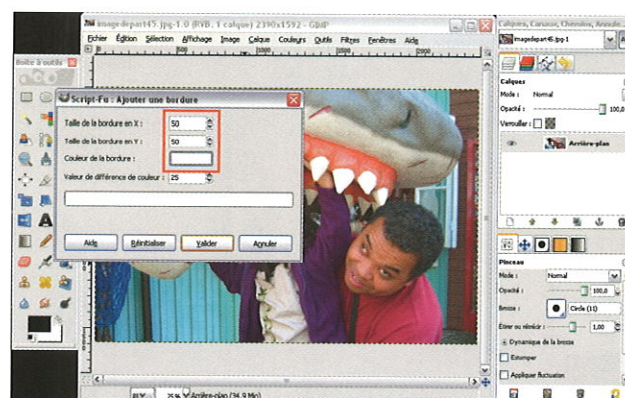 imagedepart45.jpg-1.0 (RVB, 1 calque) 2390x1592 - GIMP
Fichier Édition Sélection Affichage Image Calque Couleurs Outils Filtres Fenêtres Aide
Boîte à outils
Script-Fu : Ajouter une bordure
Taille de la bordure en X : 50
Taille de la bordure en Y : 50
Couleur de la bordure :
Valeur de différence de couleur : 25
Aide Réinitialiser Valider Annuler
25% Arrière-plan (34,9 Mio)
Calques, Canaux, Chemins, Annule
imagedepart45.jpg-1
Calques
Mode : Normal
Opacité : 100,0
Verrouiller :
Arrière-plan
Pinceau
Mode : Normal
Opacité : 100,0
Brosse : Circle (11)
Étirer ou rétrécir : 1,00
Dynamique de la brosse
Estomper
Appliquer fluctuation